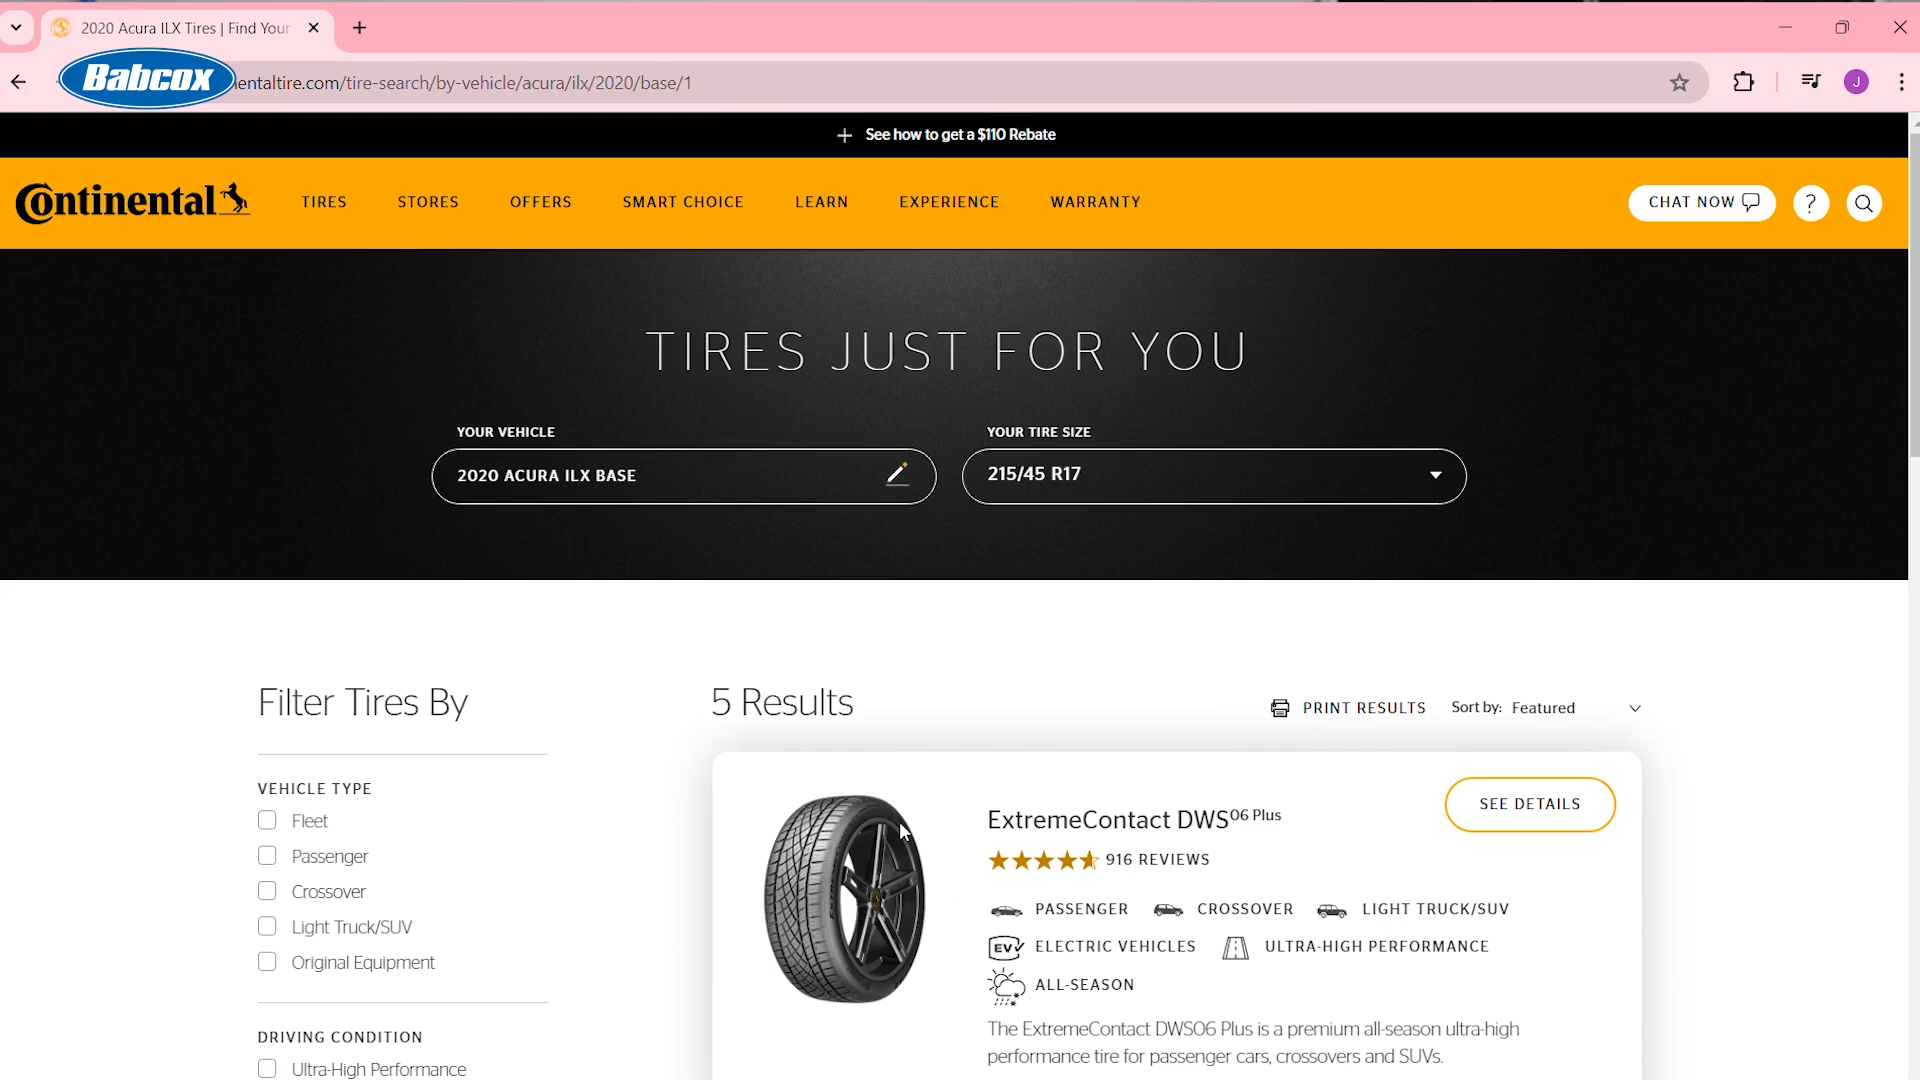 2020 Acura ILX Tires | Find Your
Babcox
entaltire.com/tire-search/by-vehicle/acura/ilx/2020/base/1
J
See how to get a $110 Rebate
Continental
TIRES
STORES
OFFERS
SMART CHOICE
LEARN
EXPERIENCE
WARRANTY
CHAT NOW
?
TIRES JUST FOR YOU
YOUR VEHICLE
YOUR TIRE SIZE
2020 ACURA ILX BASE
215/45 R17
Filter Tires By
5 Results
PRINT RESULTS
Sort by: Featured
VEHICLE TYPE
Fleet
Passenger
Crossover
Light Truck/SUV
Original Equipment
DRIVING CONDITION
Ultra-High Performance
SEE DETAILS
ExtremeContact DWS06 Plus
916 REVIEWS
PASSENGER
CROSSOVER
LIGHT TRUCK/SUV
EV
ELECTRIC VEHICLES
ULTRA-HIGH PERFORMANCE
ALL-SEASON
The ExtremeContact DWS06 Plus is a premium all-season ultra-high
performance tire for passenger cars, crossovers and SUVs.